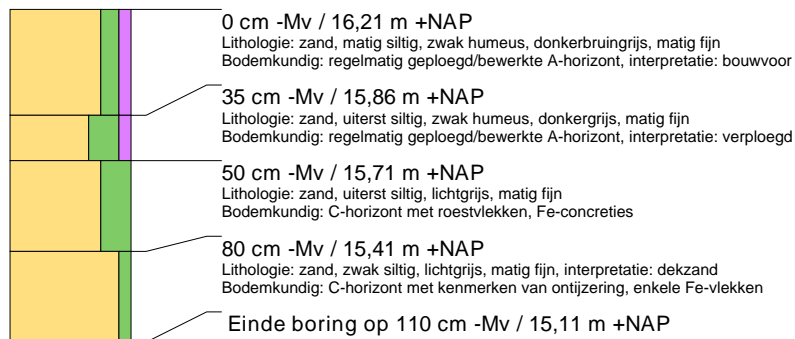 0 cm -Mv / 16,21 m +NAP
Lithologie: zand, matig siltig, zwak humeus, donkerbruingrijs, matig fijn
Bodemkundig: regelmatig geploegd/bewerkte A-horizont, interpretatie: bouwvoor
35 cm -Mv / 15,86 m +NAP
Lithologie: zand, uiterst siltig, zwak humeus, donkergrijs, matig fijn
Bodemkundig: regelmatig geploegd/bewerkte A-horizont, interpretatie: verploegd
50 cm -Mv / 15,71 m +NAP
Lithologie: zand, uiterst siltig, lichtgrijs, matig fijn
Bodemkundig: C-horizont met roestvlekken, Fe-concreties
80 cm -Mv / 15,41 m +NAP
Lithologie: zand, zwak siltig, lichtgrijs, matig fijn, interpretatie: dekzand
Bodemkundig: C-horizont met kenmerken van ontijzering, enkele Fe-vlekken
Einde boring op 110 cm -Mv / 15,11 m +NAP